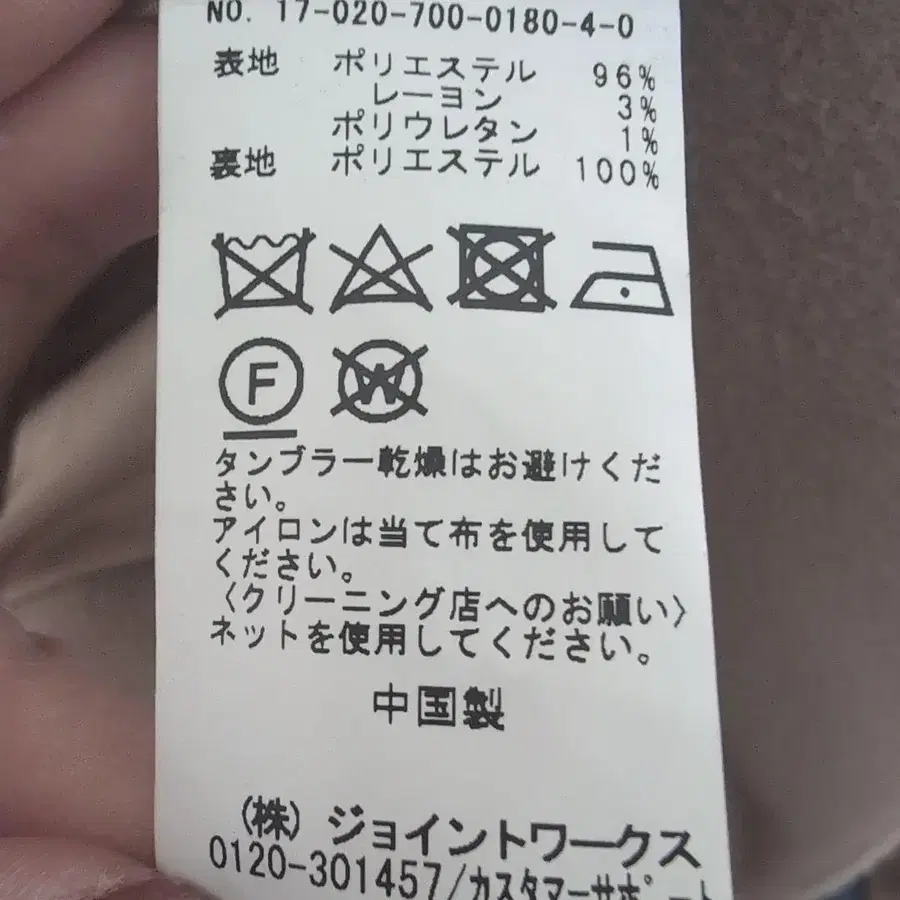 NO. 17-020-700-0180-4-0
表地 ポリエステル 96%
レーヨン 3%
ポリウレタン 1%
裏地 ポリエステル 100%
F W
タンブラー乾燥はお避けくだ
さい。
アイロンは当て布を使用して
ください。
〈クリーニング店へのお願い〉
ネットを使用してください。
中国製
(株) ジョイントワークス
0120-301457/カスタマーサポート